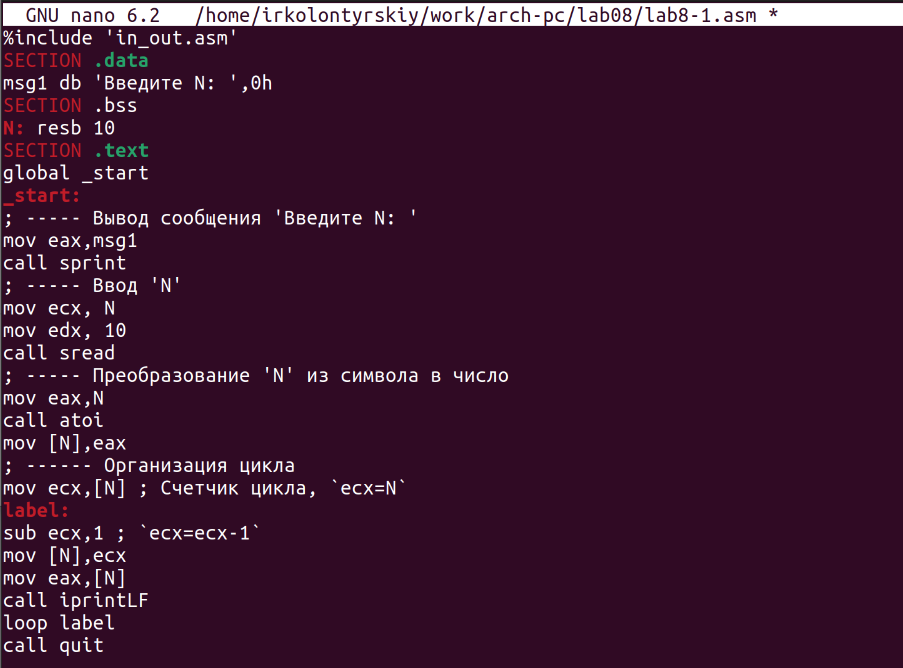 GNU nano 6.2 /home/irkolontyrskiy/work/arch-pc/lab08/lab8-1.asm *
%include 'in_out.asm'
SECTION .data
msg1 db 'Введите N: ',0h
SECTION .bss
N: resb 10
SECTION .text
global _start
_start:
; ----- Вывод сообщения 'Введите N: '
mov eax,msg1
call sprint
; ----- Ввод 'N'
mov ecx, N
mov edx, 10
call sread
; ----- Преобразование 'N' из символа в число
mov eax,N
call atoi
mov [N],eax
; ------ Организация цикла
mov ecx,[N] ; Счетчик цикла, `ecx=N`
label:
sub ecx,1 ; `ecx=ecx-1`
mov [N],ecx
mov eax,[N]
call iprintLF
loop label
call quit